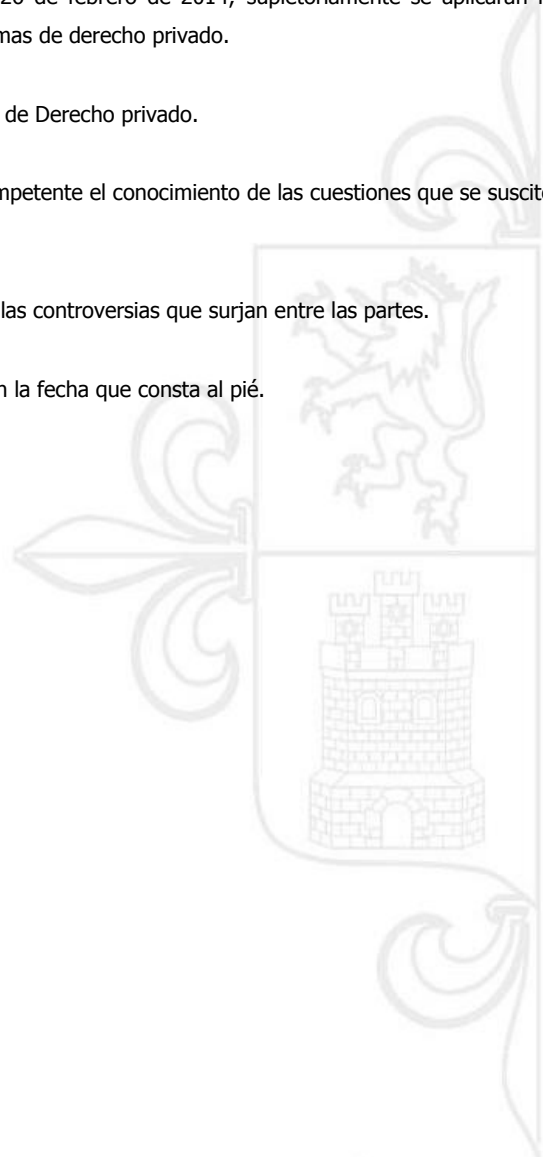 de febrero de 2014, supletoriamente se aplicarán
mas de derecho privado.
de Derecho privado.
mpetente el conocimiento de las cuestiones que se suscit
las controversias que surjan entre las partes.
n la fecha que consta al pié.